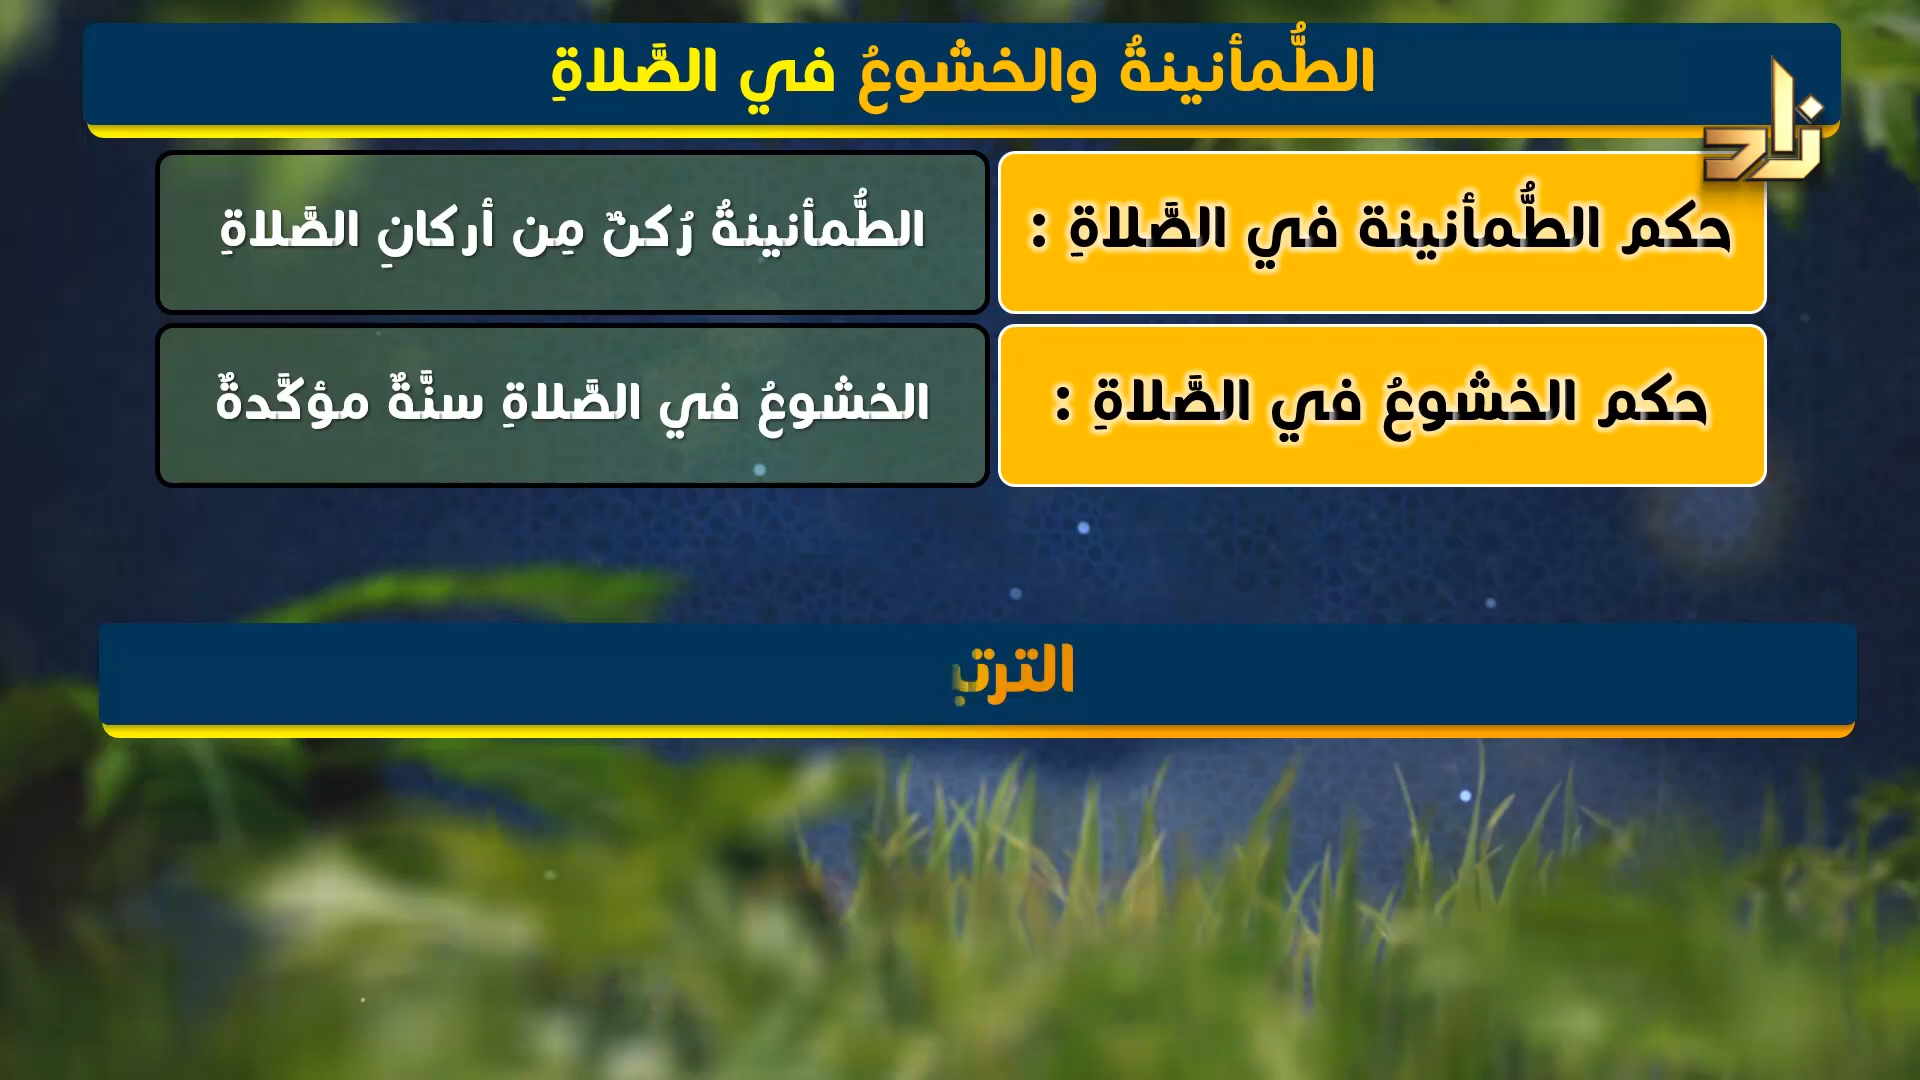 الطُّمأنينةُ والخشوعُ في الصَّلاةِ
زاد
حكم الطُّمأنينة في الصَّلاةِ :
الطُّمأنينةُ رُكنٌ مِن أركانِ الصَّلاةِ
حكم الخشوعُ في الصَّلاةِ :
الخشوعُ في الصَّلاةِ سنَّةٌ مؤكَّدةٌ